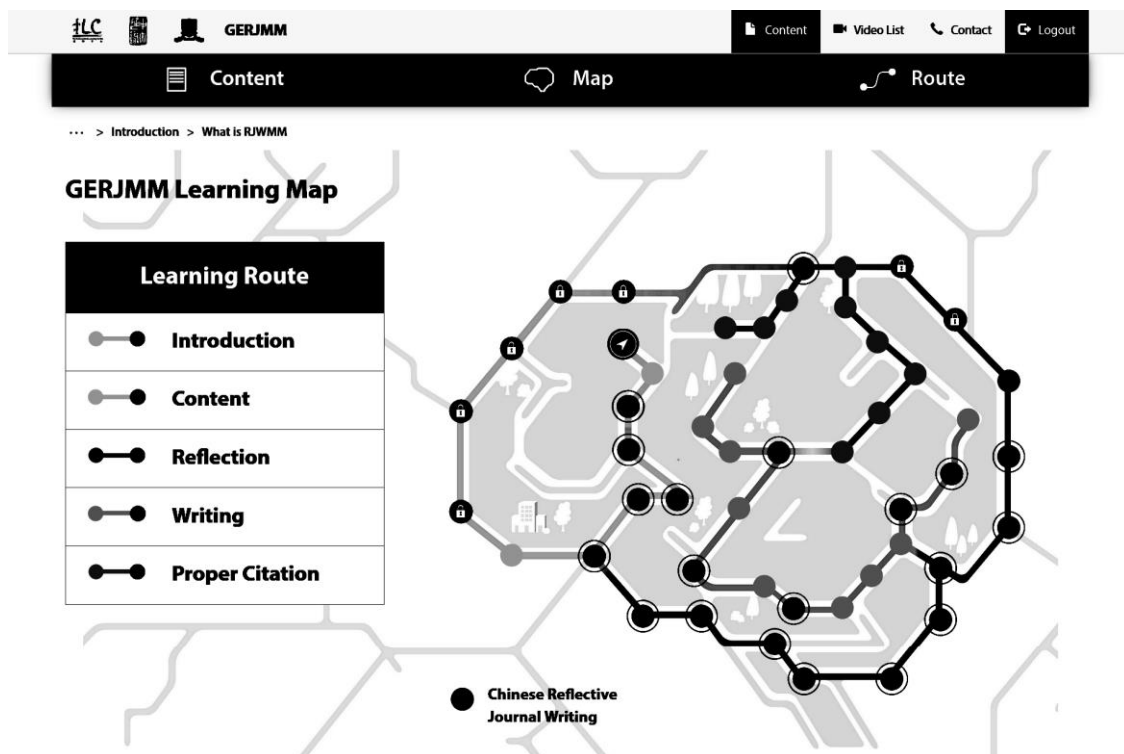 ILC GERJMM Content Video List Contact Logout
Content Map Route
... > Introduction > What is RJWMM
GERJMM Learning Map
Learning Route
Introduction
Content
Reflection
Writing
Proper Citation
Chinese Reflective
Journal Writing